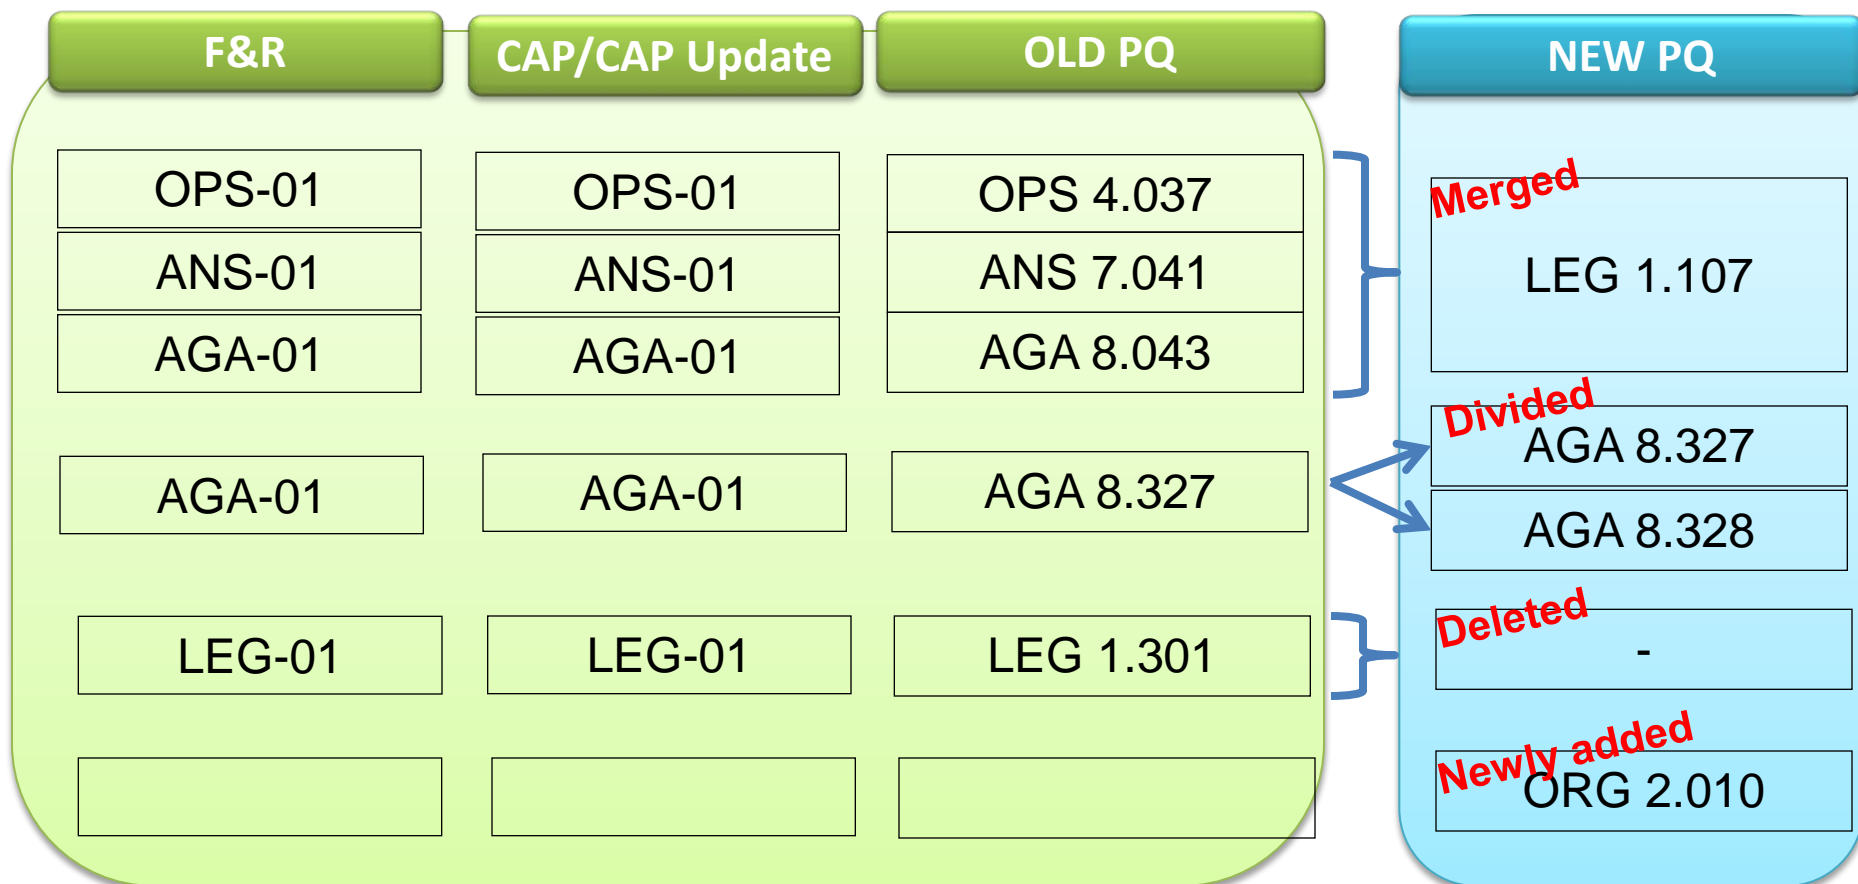 F&R
CAP/CAP Update
OLD PQ
NEW PQ
OPS-01
OPS-01
OPS 4.037
ANS-01
ANS-01
ANS 7.041
AGA-01
AGA-01
AGA 8.043
Merged
LEG 1.107
AGA-01
AGA-01
AGA 8.327
Divided
AGA 8.327
AGA 8.328
LEG-01
LEG-01
LEG 1.301
Deleted
-
Newly added
ORG 2.010